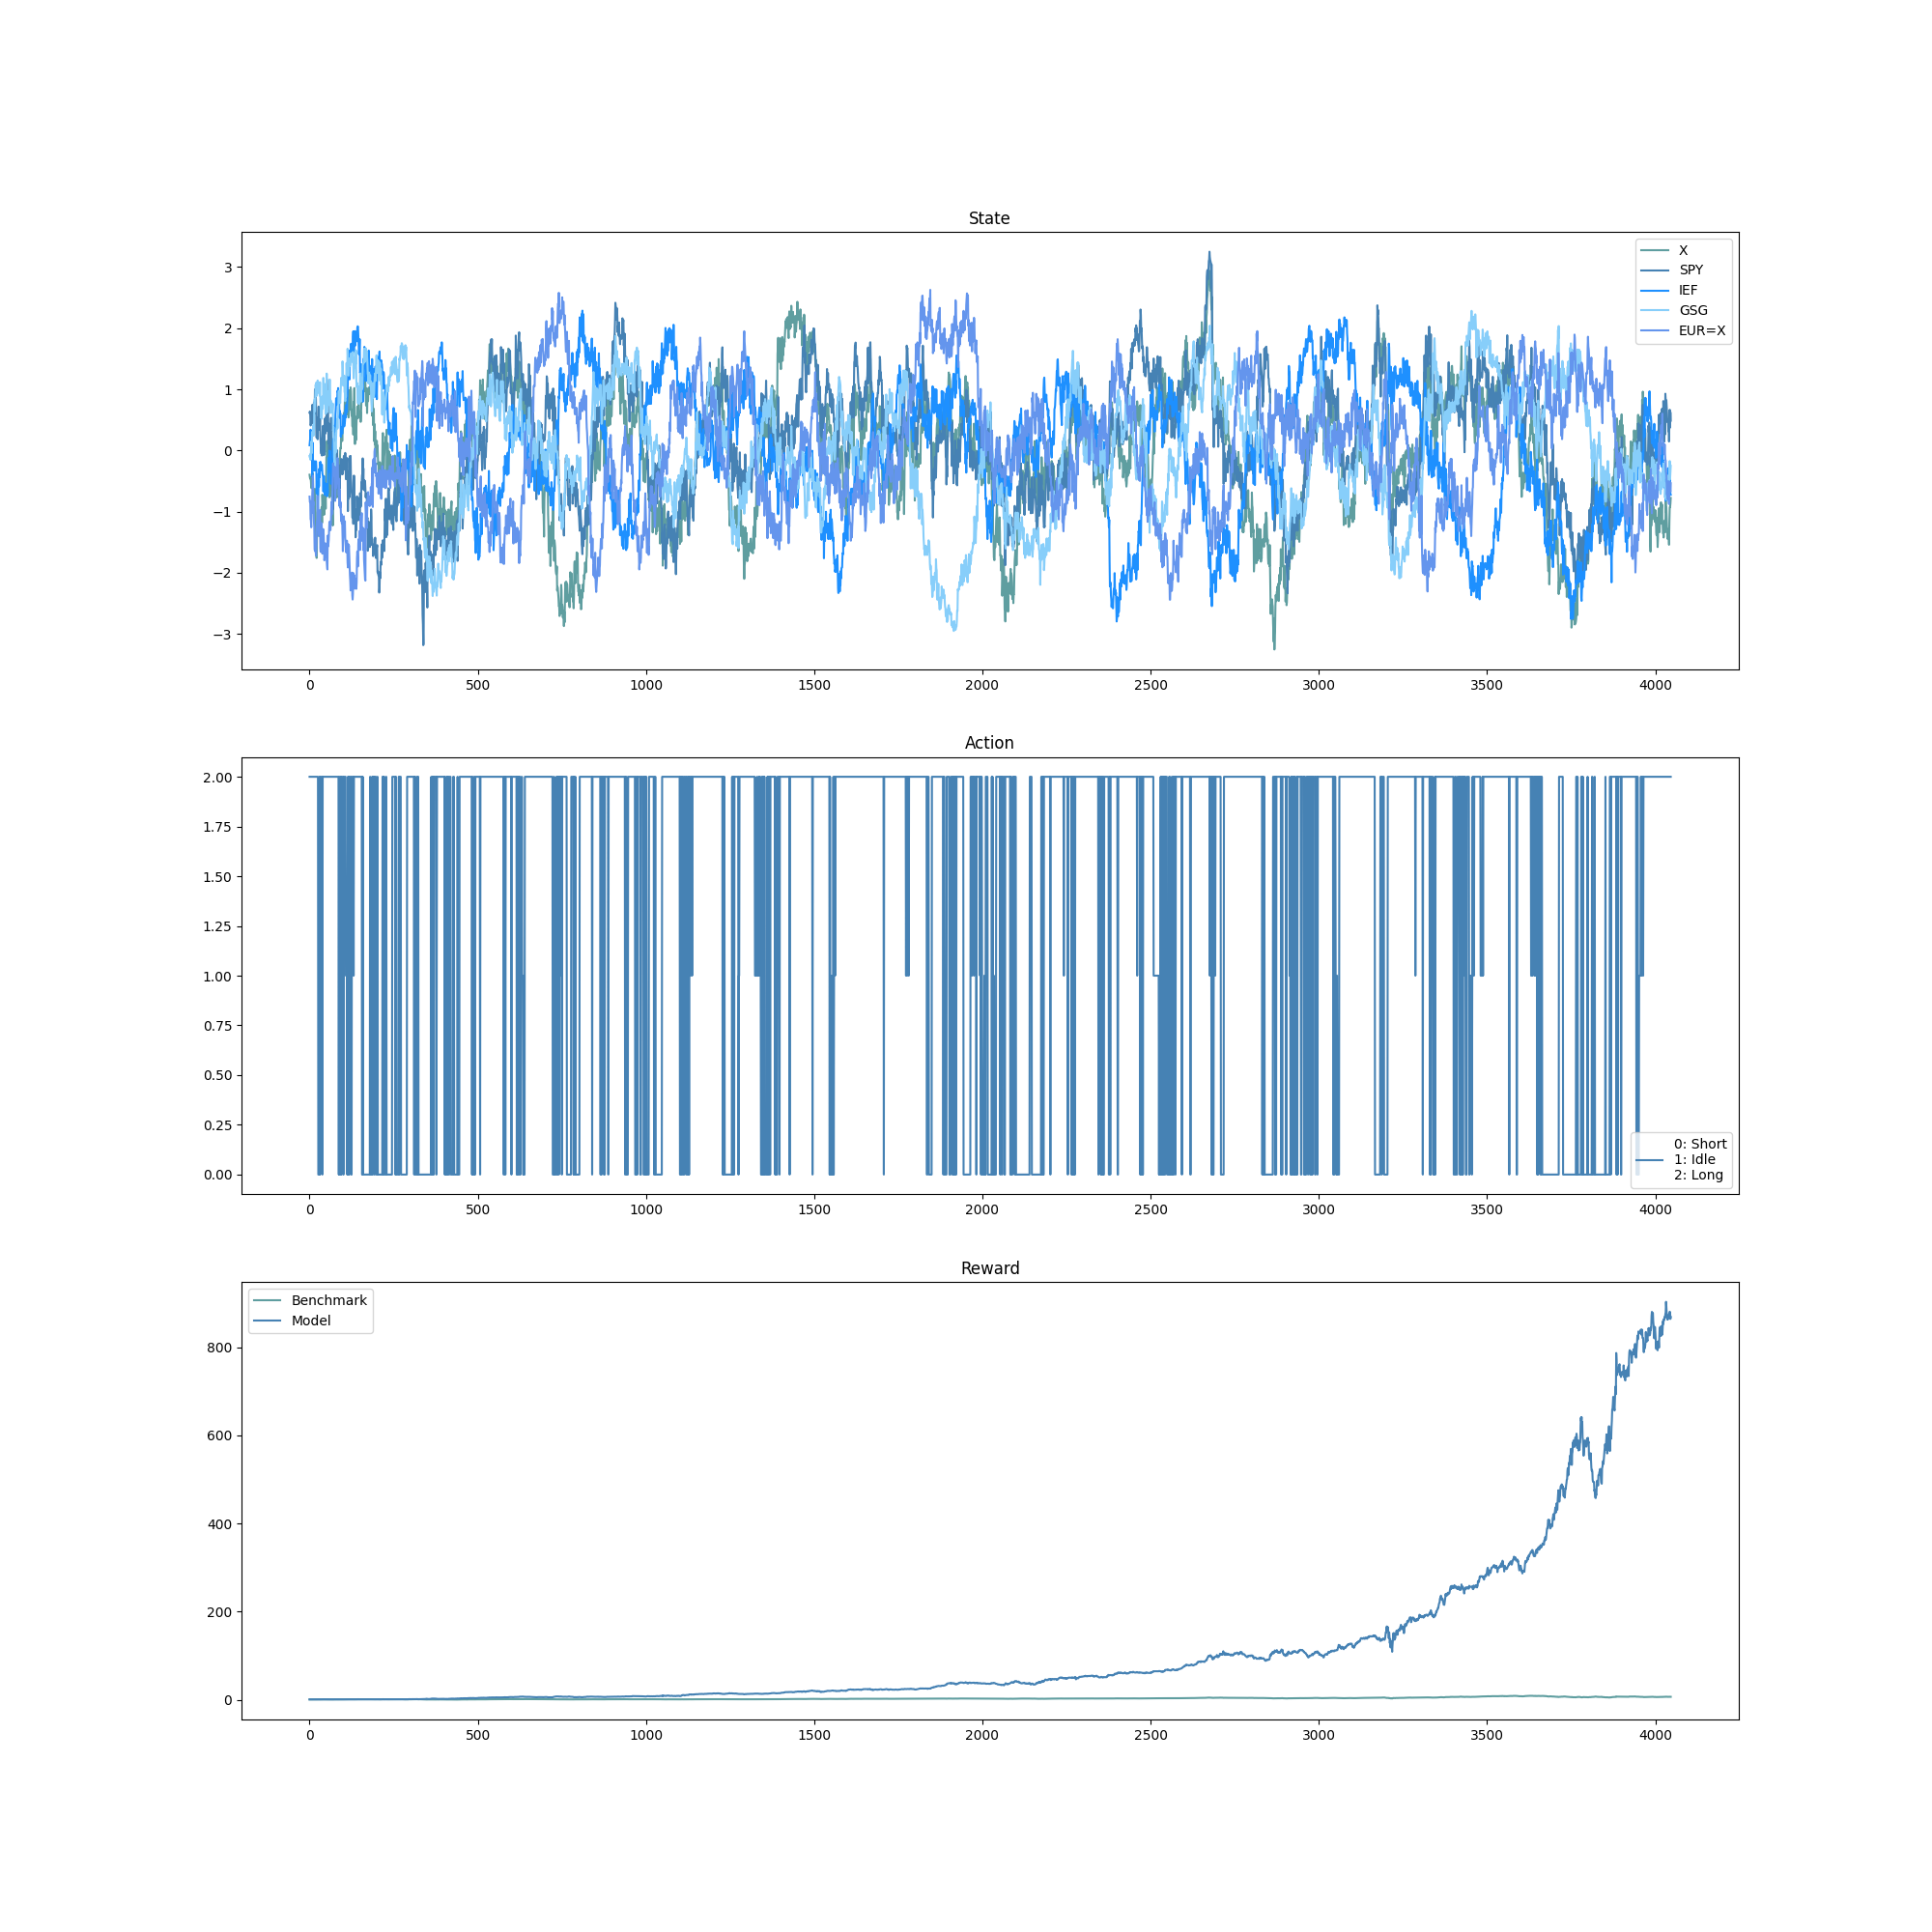 State
3
2
1
0
−1
−2
−3
X
SPY
IEF
GSG
EUR=X
0 500 1000 1500 2000 2500 3000 3500 4000
Action
2.00
1.75
1.50
1.25
1.00
0.75
0.50
0.25
0.00
0: Short
1: Idle
2: Long
0 500 1000 1500 2000 2500 3000 3500 4000
Reward
Benchmark
Model
800
600
400
200
0
0 500 1000 1500 2000 2500 3000 3500 4000